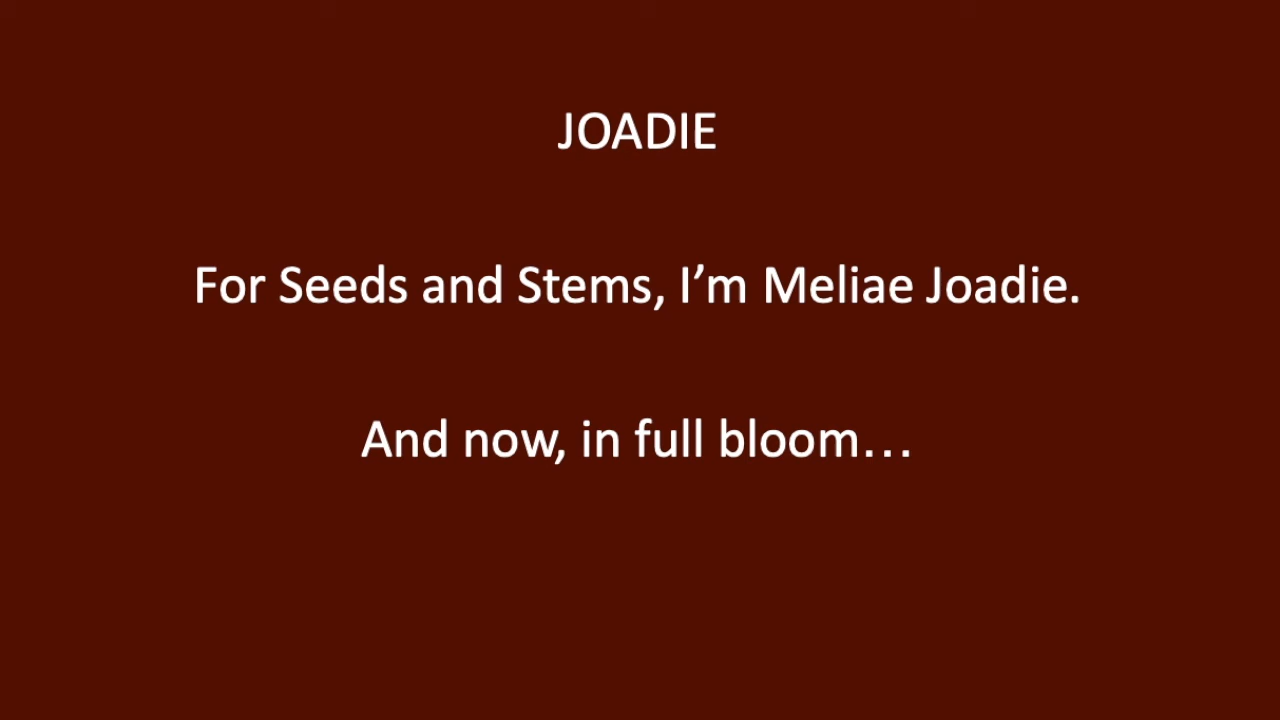 JOADIE
For Seeds and Stems, I’m Meliae Joadie.
And now, in full bloom…